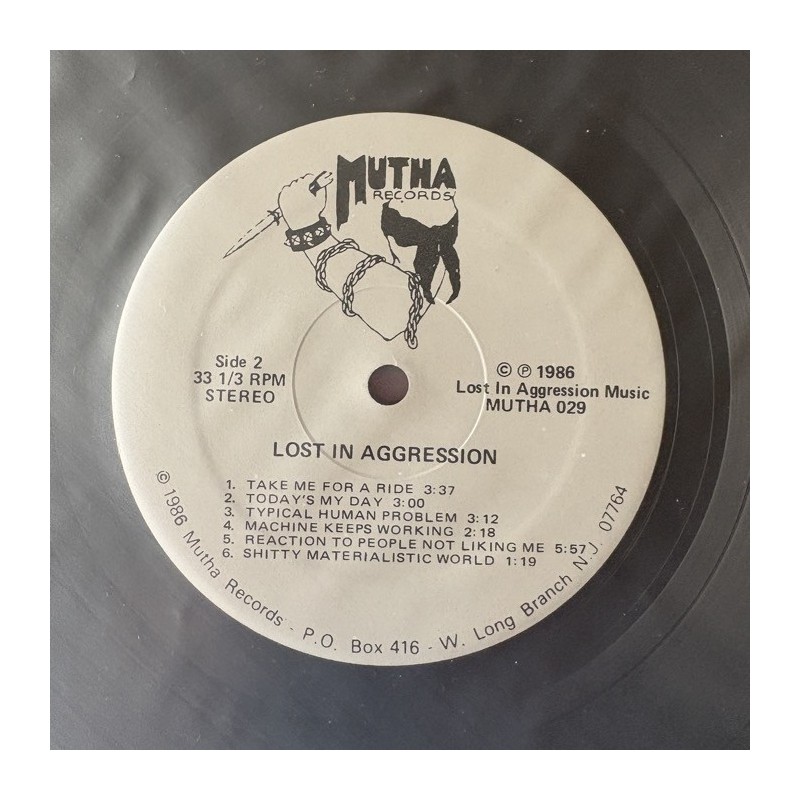 MUTHA
RECORDS
Side 2
33 1/3 RPM
STEREO
© ℗ 1986
Lost In Aggression Music
MUTHA 029
LOST IN AGGRESSION
1. TAKE ME FOR A RIDE 3:37
2. TODAY'S MY DAY 3:00
3. TYPICAL HUMAN PROBLEM 3:12
4. MACHINE KEEPS WORKING 2:18
5. REACTION TO PEOPLE NOT LIKING ME 5:57
6. SHITTY MATERIALISTIC WORLD 1:19
© 1986 Mutha Records - P.O. Box 416 - W. Long Branch N.J. 07764